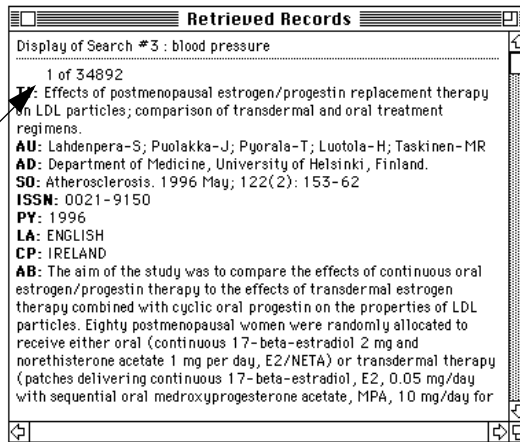 Retrieved Records
Display of Search #3 : blood pressure
1 of 34892
TI: Effects of postmenopausal estrogen/progestin replacement therapy
on LDL particles; comparison of transdermal and oral treatment
regimens.
AU: Lahdenpera-S; Puolakka-J; Pyorala-T; Luotola-H; Taskinen-MR
AD: Department of Medicine, University of Helsinki, Finland.
SO: Atherosclerosis. 1996 May; 122(2): 153-62
ISSN: 0021-9150
PY: 1996
LA: ENGLISH
CP: IRELAND
AB: The aim of the study was to compare the effects of continuous oral
estrogen/progestin therapy to the effects of transdermal estrogen
therapy combined with cyclic oral progestin on the properties of LDL
particles. Eighty postmenopausal women were randomly allocated to
receive either oral (continuous 17-beta-estradiol 2 mg and
norethisterone acetate 1 mg per day, E2/NETA) or transdermal therapy
(patches delivering continuous 17-beta-estradiol, E2, 0.05 mg/day
with sequential oral medroxyprogesterone acetate, MPA, 10 mg/day for